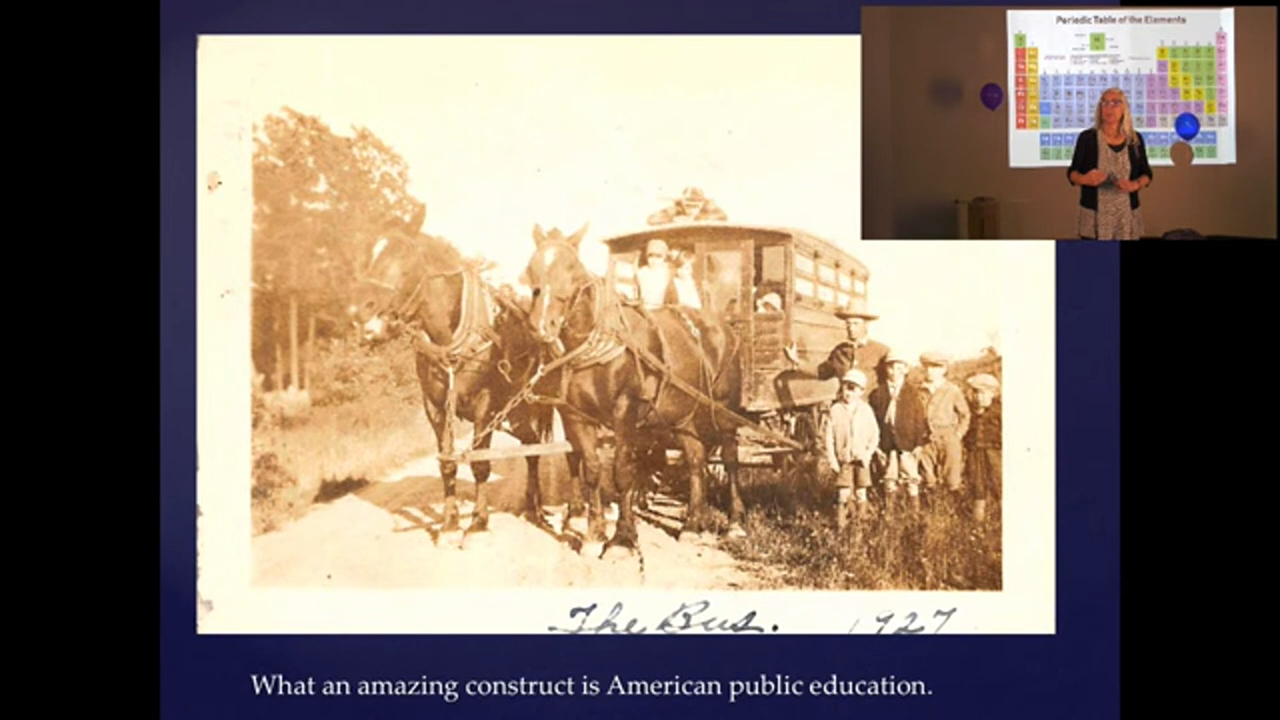 Periodic Table of the Elements
The Bus. 1927
What an amazing construct is American public education.